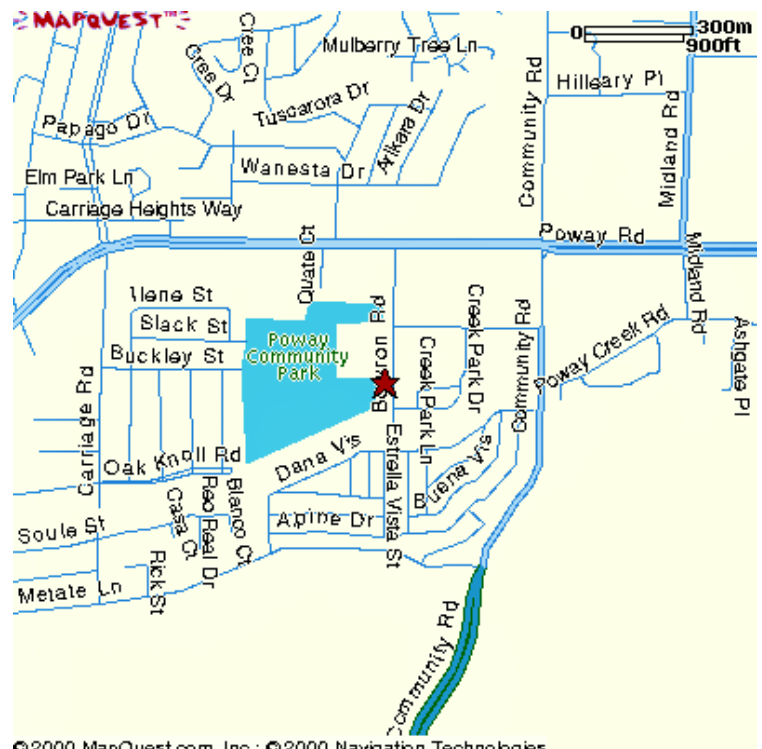 MAPQUEST™
0 300m
900ft
Cree Ct
Cree Dr
Mulberry Tree Ln
Tuscarora Dr
Arikara Dr
Community Rd
Hilleary Pl
Midland Rd
Papago Dr
Elm Park Ln
Wanesta Dr
Carriage Heights Way
Poway Rd
Quate Ct
Midland Rd
Ilene St
Slack St
Buckley St
Poway
Community
Park
Creek Park Dr
Creek Park Ln
Community Rd
Poway Creek Rd
Ashgate Pl
Carriage Rd
Oak Knoll Rd
Dana Vis
Estrella Vista St
Buena Vis
Soule St
Casa Ct
Reo Real Dr
Blanco Ct
Alpine Dr
Metate Ln
Rick St
Community Rd
©2000 MapQuest.com, Inc.; ©2000 Navigation Technologies